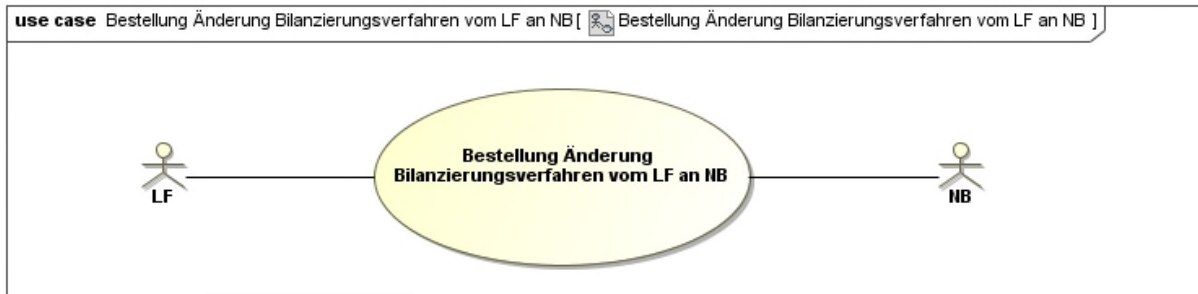 use case Bestellung Änderung Bilanzierungsverfahren vom LF an NB [ Bestellung Änderung Bilanzierungsverfahren vom LF an NB ]
Bestellung Änderung
Bilanzierungsverfahren vom LF an NB
LF
NB